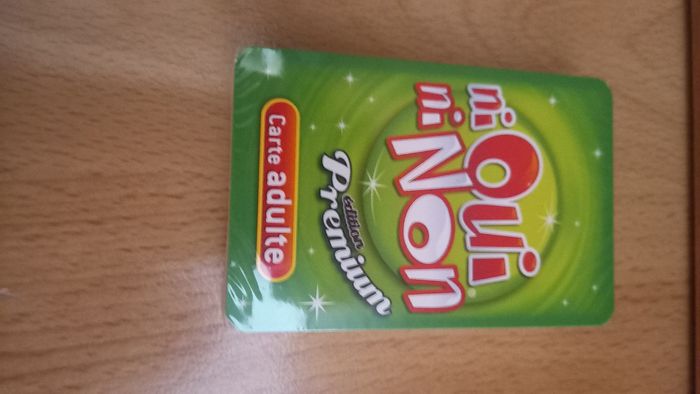 ni OUi
ni NOn
édition
Premium
Carte adulte